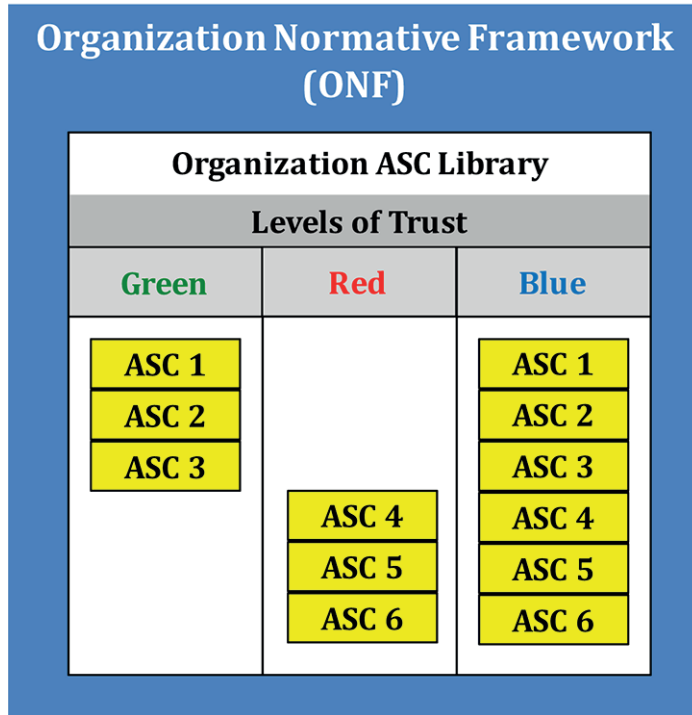 Organization Normative Framework
(ONF)
Organization ASC Library
Levels of Trust
Green Red Blue
ASC 1 ASC 1
ASC 2 ASC 2
ASC 3 ASC 3
ASC 4 ASC 4
ASC 5 ASC 5
ASC 6 ASC 6